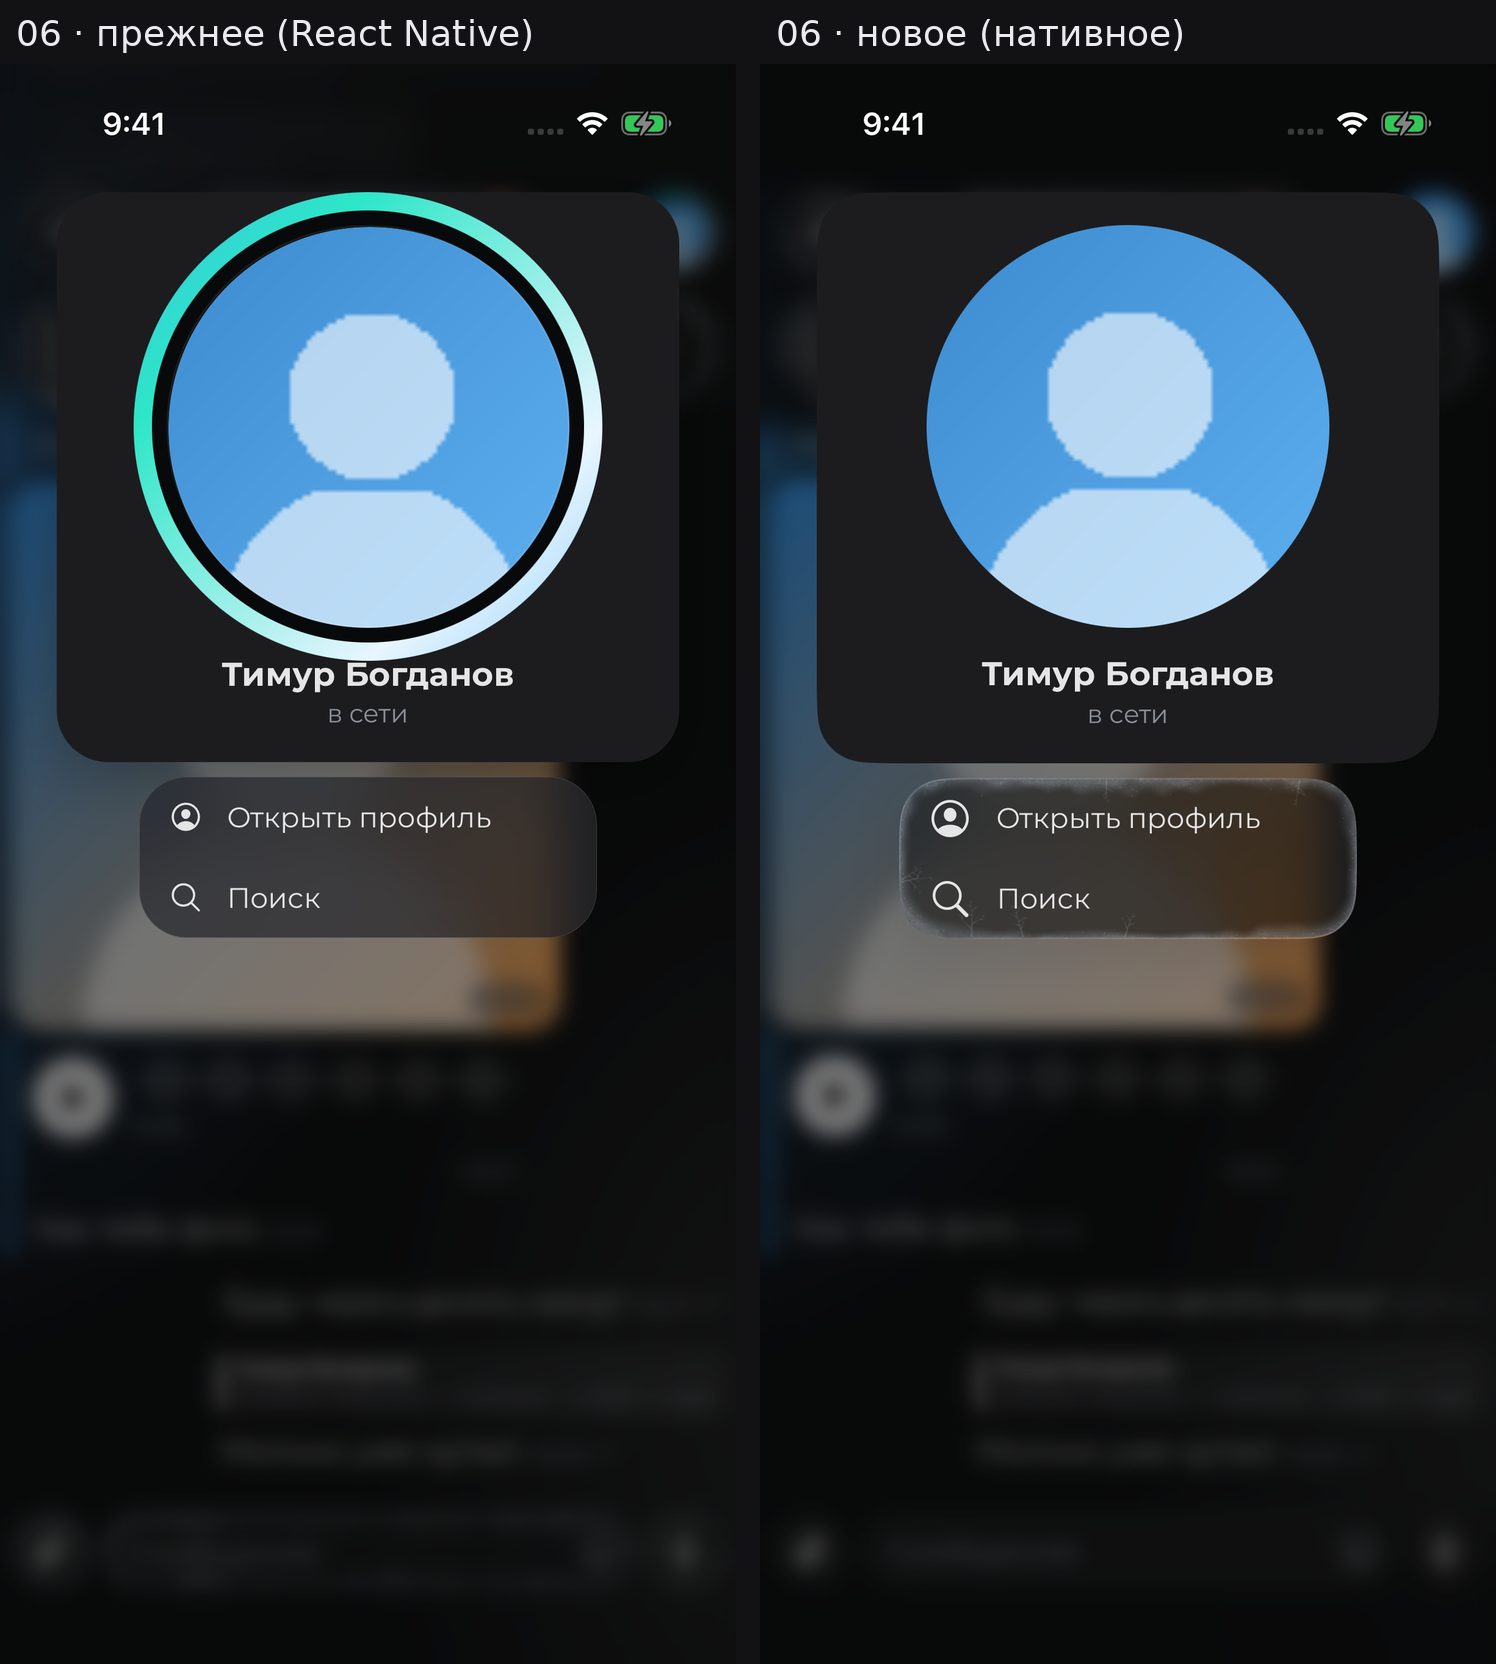 06 · прежнее (React Native)
9:41
Тимур Богданов
в сети
Открыть профиль
Поиск
06 · новое (нативное)
9:41
Тимур Богданов
в сети
Открыть профиль
Поиск